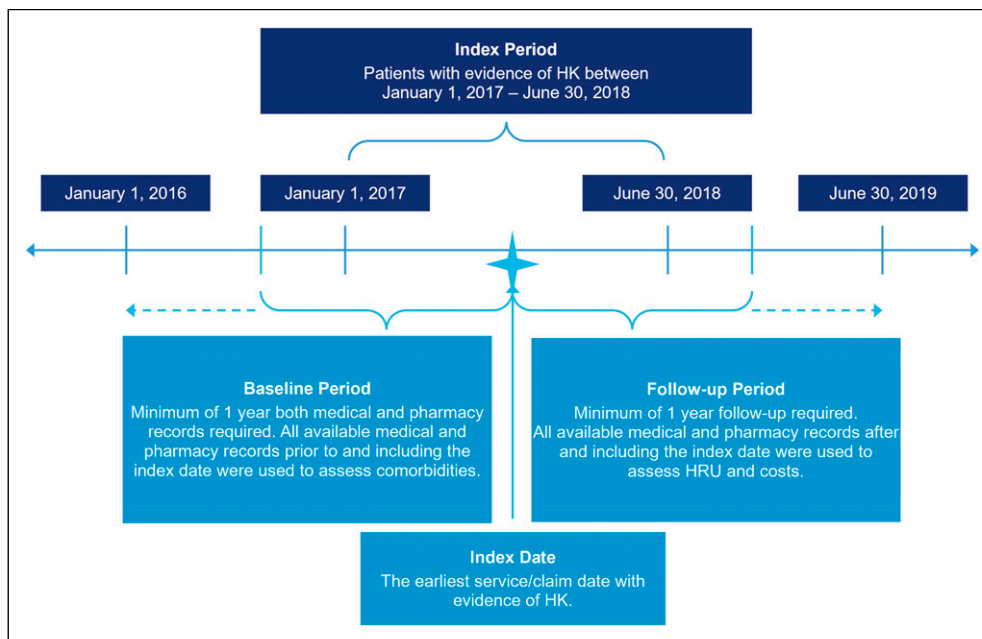 Index Period
Patients with evidence of HK between
January 1, 2017 – June 30, 2018
January 1, 2016
January 1, 2017
June 30, 2018
June 30, 2019
Baseline Period
Minimum of 1 year both medical and pharmacy
records required. All available medical and
pharmacy records prior to and including the
index date were used to assess comorbidities.
Follow-up Period
Minimum of 1 year follow-up required.
All available medical and pharmacy records after
and including the index date were used to
assess HRU and costs.
Index Date
The earliest service/claim date with
evidence of HK.